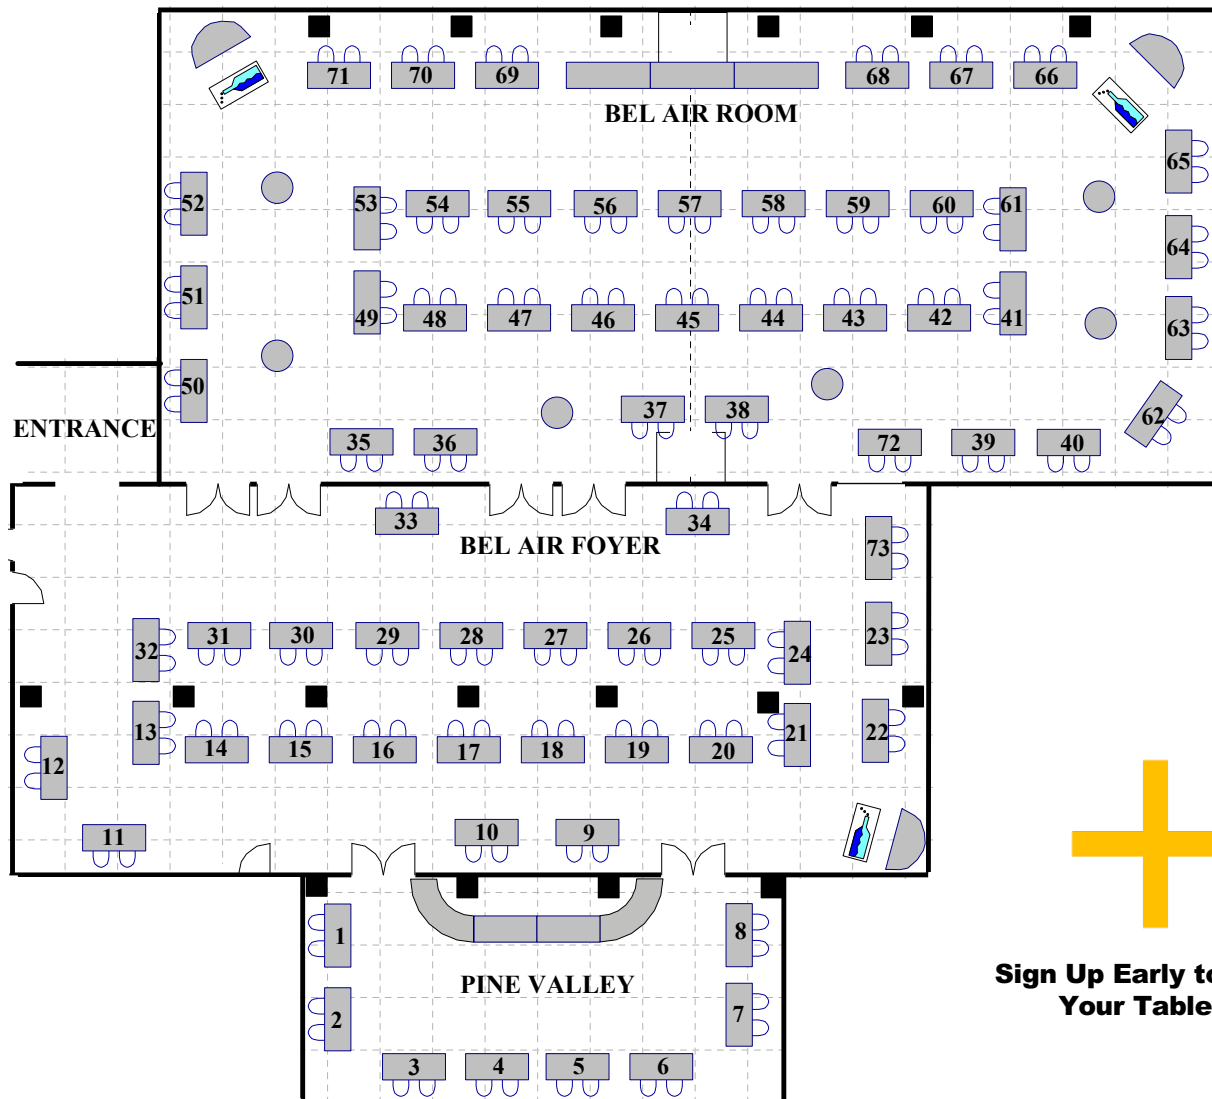 71 70 69 68 67 66
BEL AIR ROOM
65
52 53 54 55 56 57 58 59 60 61
64
51 49 48 47 46 45 44 43 42 41 63
50
37 38 62
ENTRANCE 35 36 72 39 40
33 34
BEL AIR FOYER 73
32 31 30 29 28 27 26 25 24 23
13 14 15 16 17 18 19 20 21 22
12
11 10 9
1 8
PINE VALLEY
2 7
Sign Up Early to
Your Table
3 4 5 6